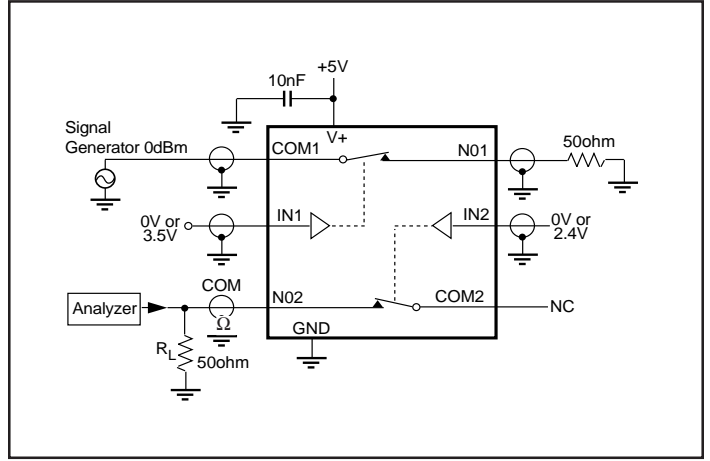 +5V
10nF
V+
Signal
Generator 0dBm
COM1
N01
50ohm
0V or
3.5V
IN1
IN2
0V or
2.4V
COM
Analyzer
N02
COM2
NC
Ω
GND
RL
50ohm